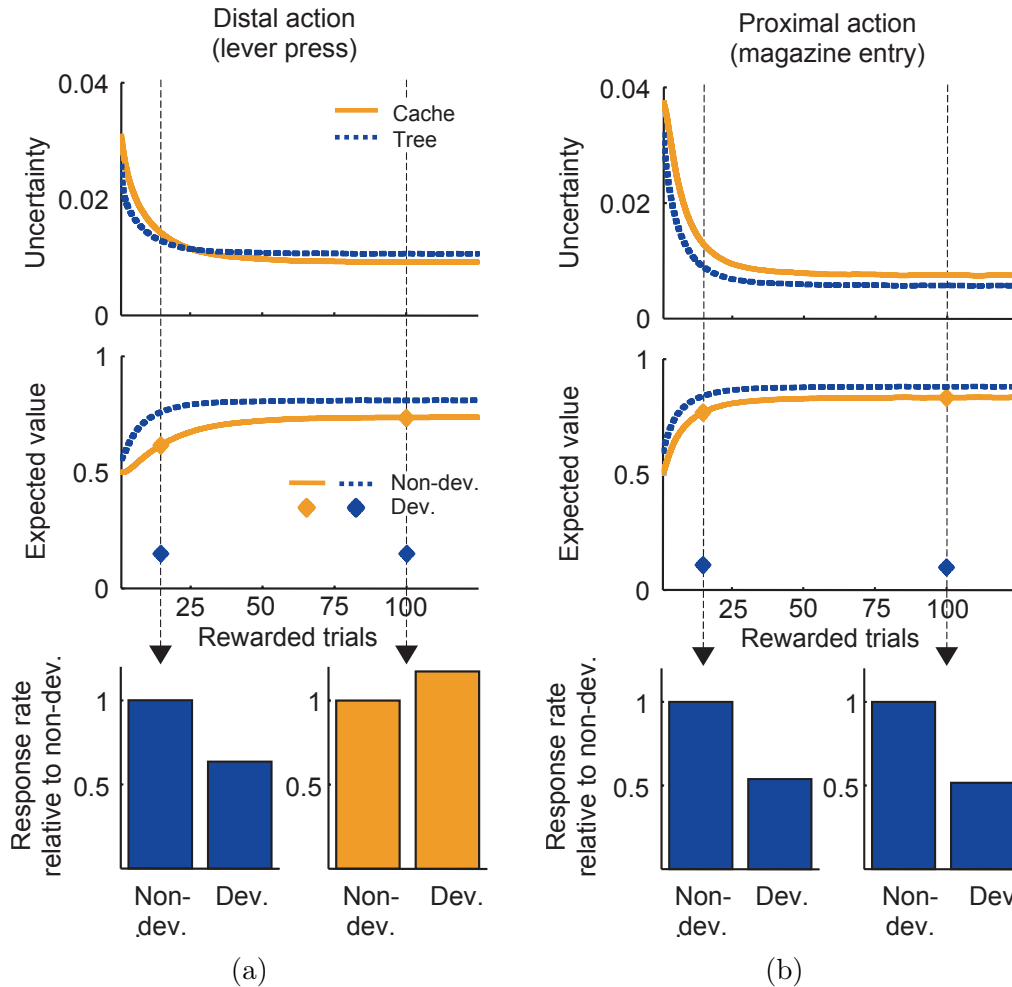 Distal action
(lever press)
0.04
Cache
Tree
0.02
0
Uncertainty
1
0.5
0
Expected value
Non-dev.
Dev.
25
50
75
100
Rewarded trials
Response rate
relative to non-dev.
1
0.5
1
0.5
Non-
dev.
Dev.
Non-
dev.
Dev.
(a)
Proximal action
(magazine entry)
0.04
0.02
0
Uncertainty
1
0.5
0
Expected value
25
50
75
100
Rewarded trials
Response rate
relative to non-dev.
1
0.5
1
0.5
Non-
dev.
Dev.
Non-
dev.
Dev
(b)